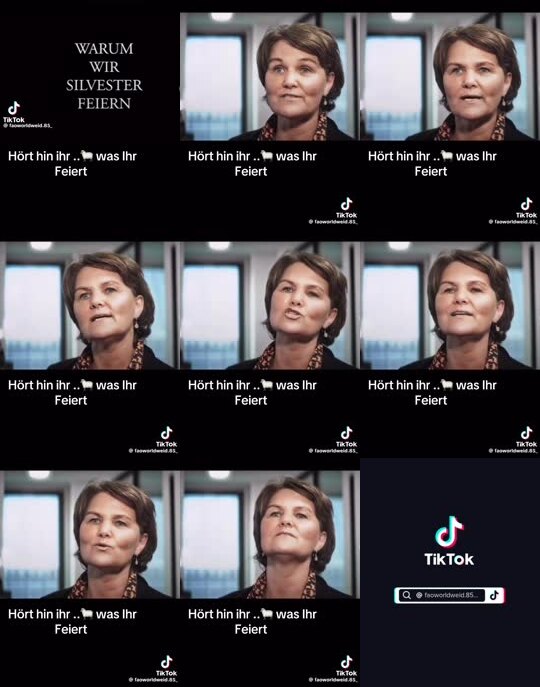 WARUM
WIR
SILVESTER
FEIERN
TikTok
@ faoworldweid.85_
Hört hin ihr ..🐑 was Ihr
Feiert
Hört hin ihr ..🐑 was Ihr
Feiert
TikTok
@ faoworldweid.85_
Hört hin ihr ..🐑 was Ihr
Feiert
TikTok
@ faoworldweid.85_
Hört hin ihr ..🐑 was Ihr
Feiert
TikTok
@ faoworldweid.85_
Hört hin ihr ..🐑 was Ihr
Feiert
TikTok
@ faoworldweid.85_
Hört hin ihr ..🐑 was Ihr
Feiert
TikTok
@ faoworldweid.85_
Hört hin ihr ..🐑 was Ihr
Feiert
TikTok
@ faoworldweid.85_
Hört hin ihr ..🐑 was Ihr
Feiert
TikTok
@ faoworldweid.85_
TikTok
@ faoworldweid.85...